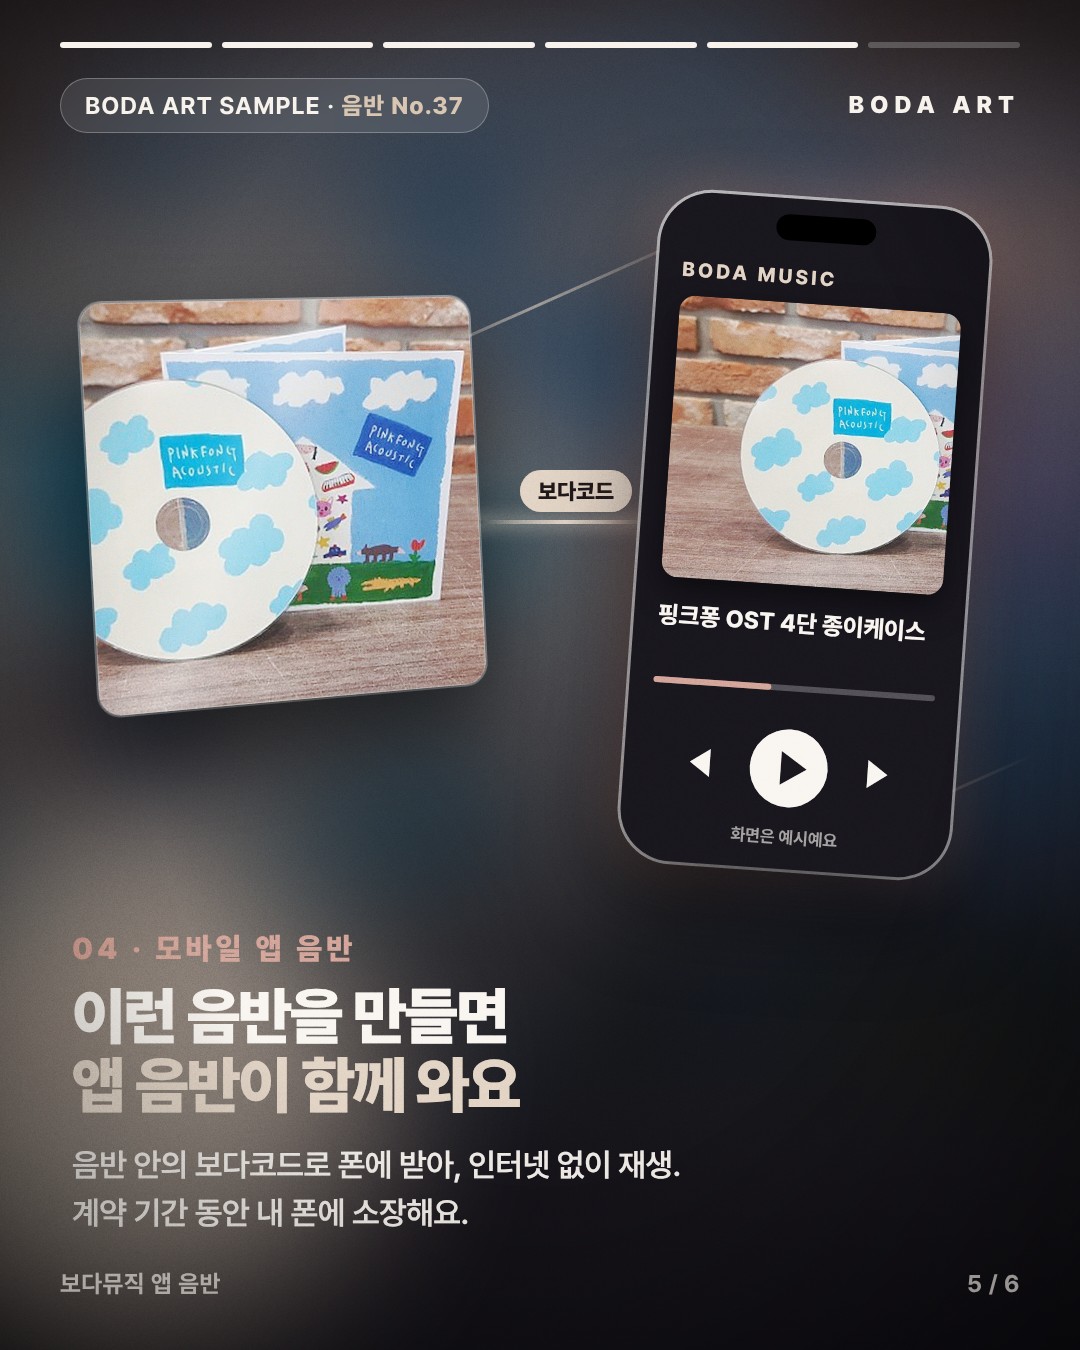 BODA ART SAMPLE · 음반 No.37
BODA ART
BODA MUSIC
PINKFONG
ACOUSTIC
PINKFONG
ACOUSTIC
PINKFONG
ACOUSTIC
보다코드
핑크퐁 OST 4단 종이케이스
화면은 예시예요
04 · 모바일 앱 음반
이런 음반을 만들면
앱 음반이 함께 와요
음반 안의 보다코드로 폰에 받아, 인터넷 없이 재생.
계약 기간 동안 내 폰에 소장해요.
보다뮤직 앱 음반
5 / 6